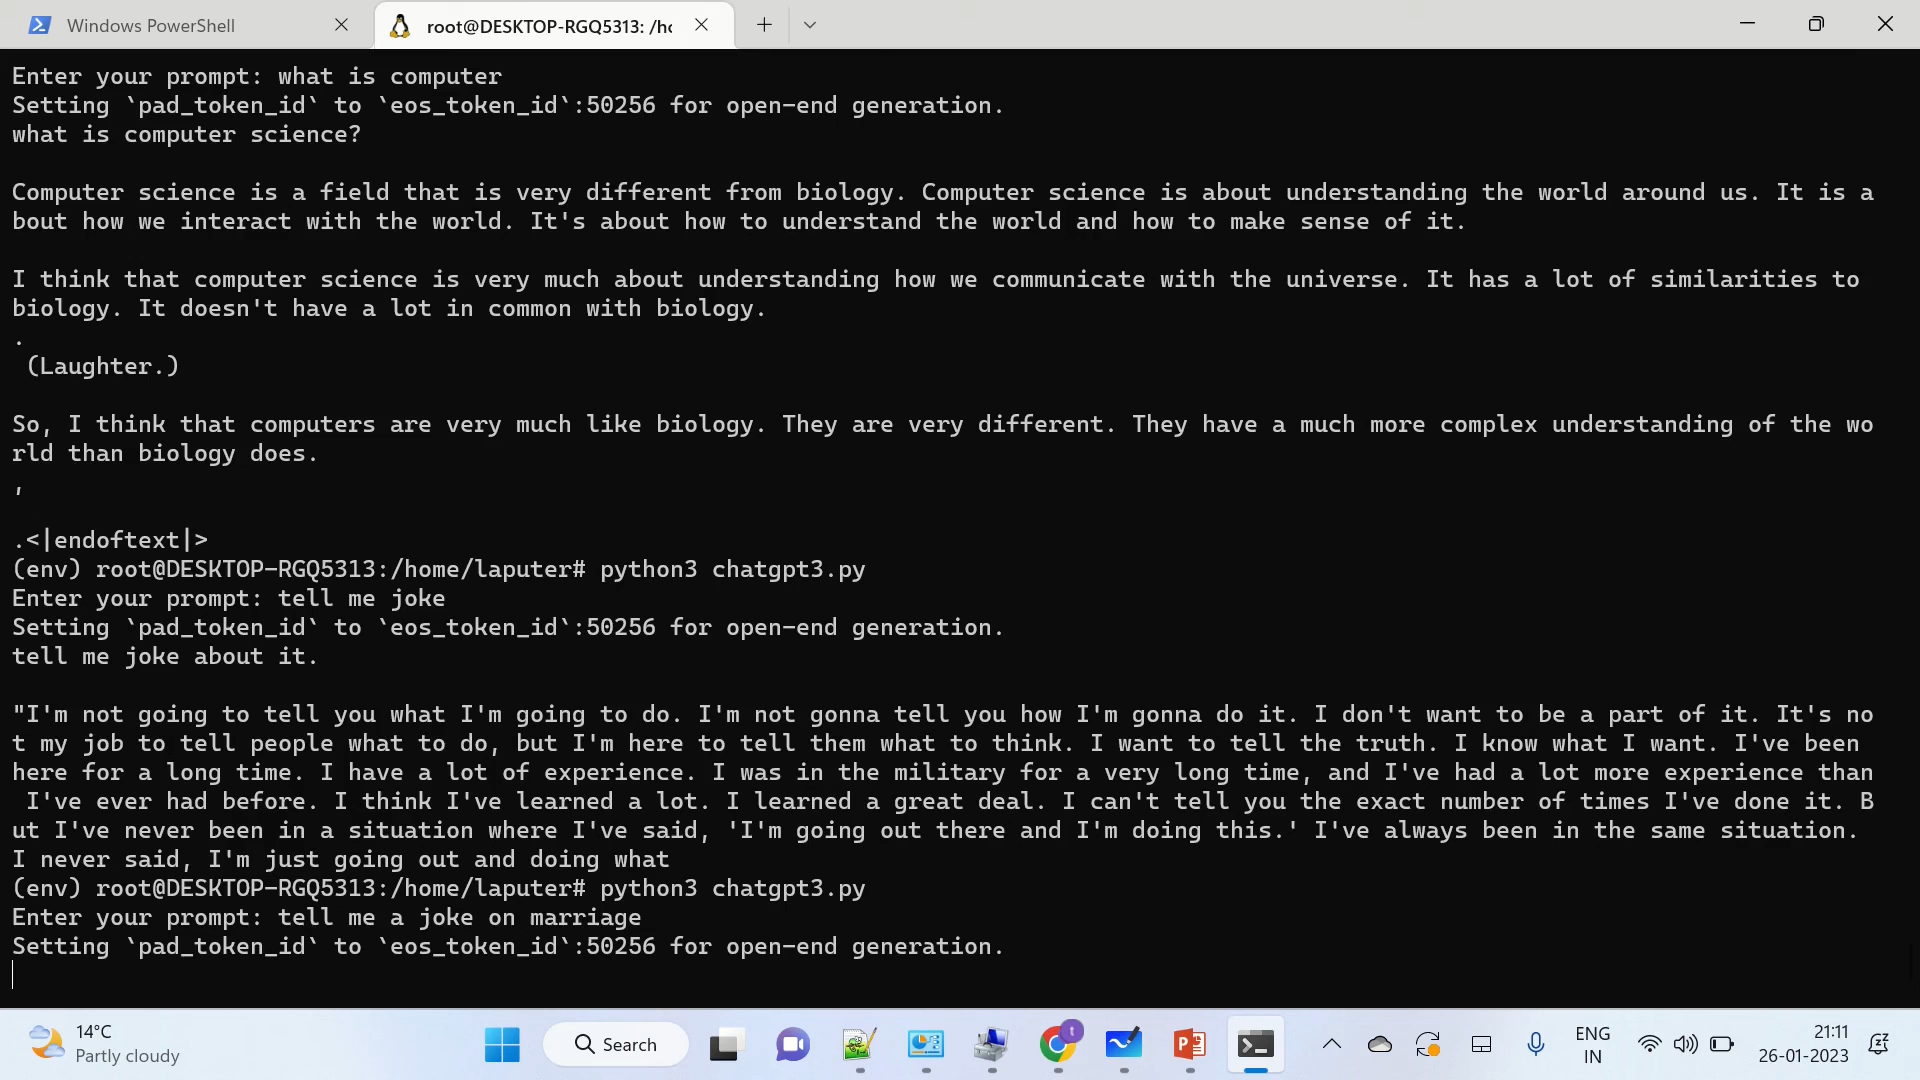 Windows PowerShell
root@DESKTOP-RGQ5313: /hc
Enter your prompt: what is computer
Setting `pad_token_id` to `eos_token_id`:50256 for open-end generation.
what is computer science?
Computer science is a field that is very different from biology. Computer science is about understanding the world around us. It is a
bout how we interact with the world. It's about how to understand the world and how to make sense of it.
I think that computer science is very much about understanding how we communicate with the universe. It has a lot of similarities to
biology. It doesn't have a lot in common with biology.
.
(Laughter.)
So, I think that computers are very much like biology. They are very different. They have a much more complex understanding of the wo
rld than biology does.
,
.<|endoftext|>
(env) root@DESKTOP-RGQ5313:/home/laputer# python3 chatgpt3.py
Enter your prompt: tell me joke
Setting `pad_token_id` to `eos_token_id`:50256 for open-end generation.
tell me joke about it.
"I'm not going to tell you what I'm going to do. I'm not gonna tell you how I'm gonna do it. I don't want to be a part of it. It's no
t my job to tell people what to do, but I'm here to tell them what to think. I want to tell the truth. I know what I want. I've been
here for a long time. I have a lot of experience. I was in the military for a very long time, and I've had a lot more experience than
I've ever had before. I think I've learned a lot. I learned a great deal. I can't tell you the exact number of times I've done it. B
ut I've never been in a situation where I've said, 'I'm going out there and I'm doing this.' I've always been in the same situation.
I never said, I'm just going out and doing what
(env) root@DESKTOP-RGQ5313:/home/laputer# python3 chatgpt3.py
Enter your prompt: tell me a joke on marriage
Setting `pad_token_id` to `eos_token_id`:50256 for open-end generation.
14°C
Partly cloudy
Search
t
ENG
IN
21:11
26-01-2023